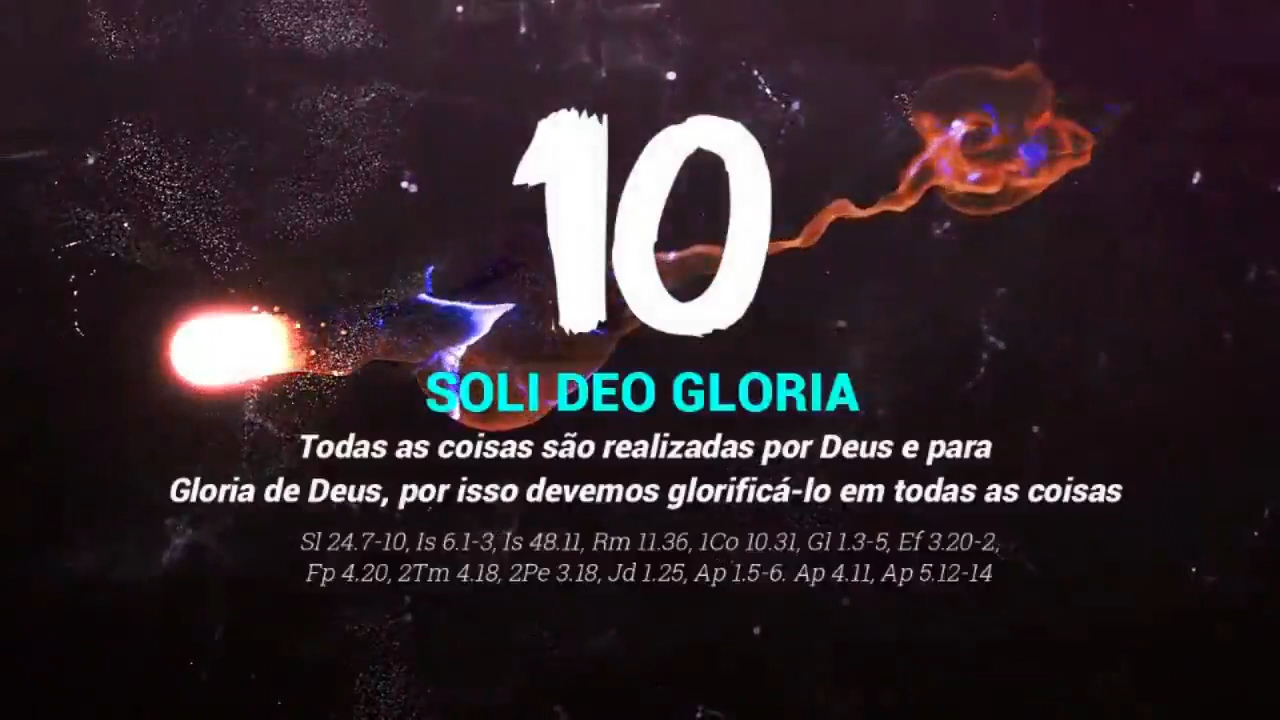 10
SOLI DEO GLORIA
Todas as coisas são realizadas por Deus e para
Gloria de Deus, por isso devemos glorificá-lo em todas as coisas
Sl 24.7-10, Is 6.1-3, Is 48.11, Rm 11.36, 1Co 10.31, Gl 1.3-5, Ef 3.20-2,
Fp 4.20, 2Tm 4.18, 2Pe 3.18, Jd 1.25, Ap 1.5-6. Ap 4.11, Ap 5.12-14